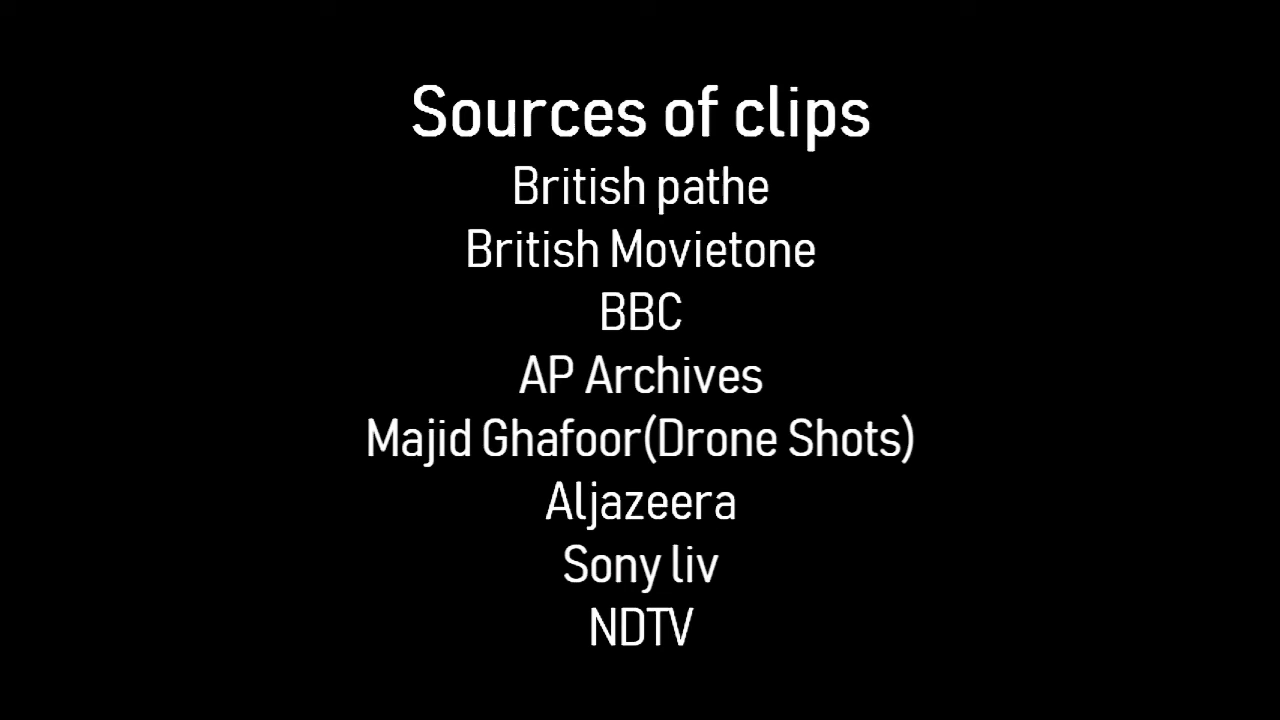 Sources of clips
British pathe
British Movietone
BBC
AP Archives
Majid Ghafoor(Drone Shots)
Aljazeera
Sony liv
NDTV